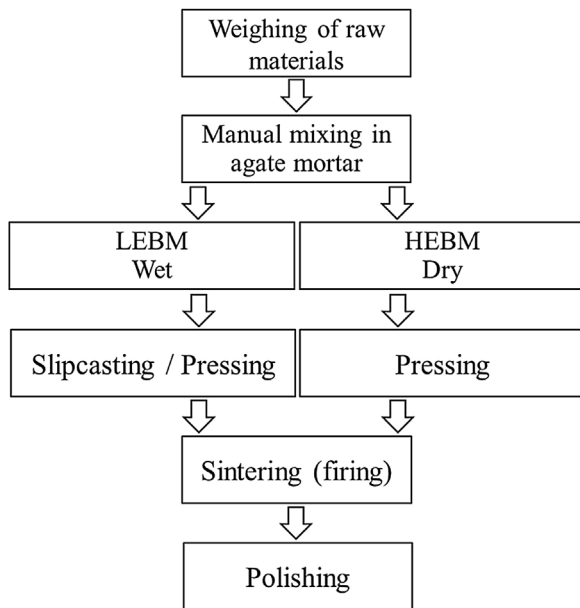 Weighing of raw
materials
Manual mixing in
agate mortar
LEBM
Wet
HEBM
Dry
Slipcasting / Pressing
Pressing
Sintering (firing)
Polishing